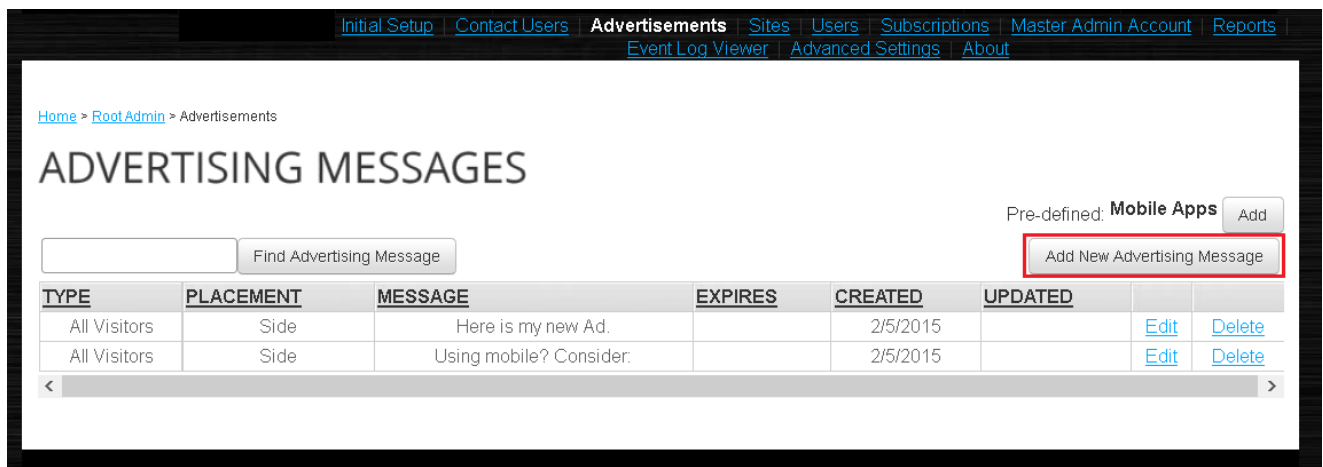 Initial Setup | Contact Users | Advertisements | Sites | Users | Subscriptions | Master Admin Account | Reports |
Event Log Viewer | Advanced Settings | About
Home > Root Admin > Advertisements
ADVERTISING MESSAGES
Pre-defined: Mobile Apps Add
Find Advertising Message Add New Advertising Message
TYPE PLACEMENT MESSAGE EXPIRES CREATED UPDATED
All Visitors Side Here is my new Ad. 2/5/2015 Edit Delete
All Visitors Side Using mobile? Consider: 2/5/2015 Edit Delete